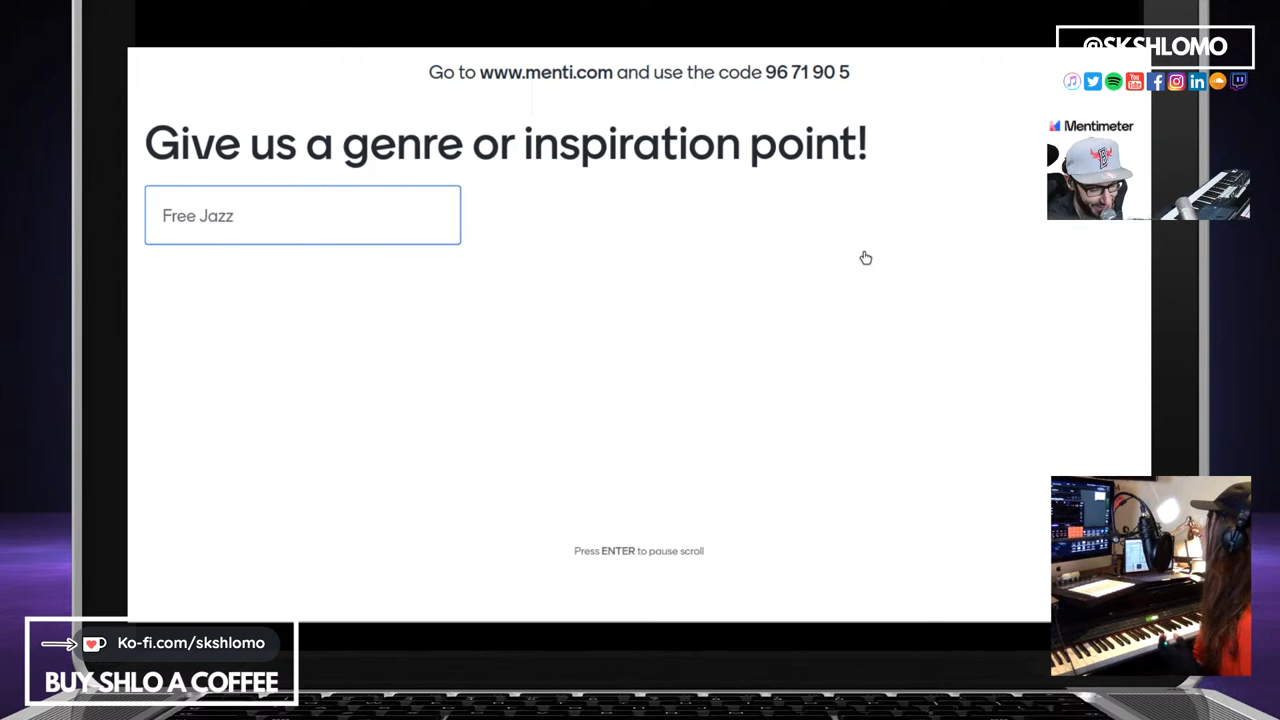 @SKSHLOMO
Go to www.menti.com and use the code 96 71 90 5
Mentimeter
Give us a genre or inspiration point!
Free Jazz
Press ENTER to pause scroll
Ko-fi.com/skshlomo
BUY SHLO A COFFEE